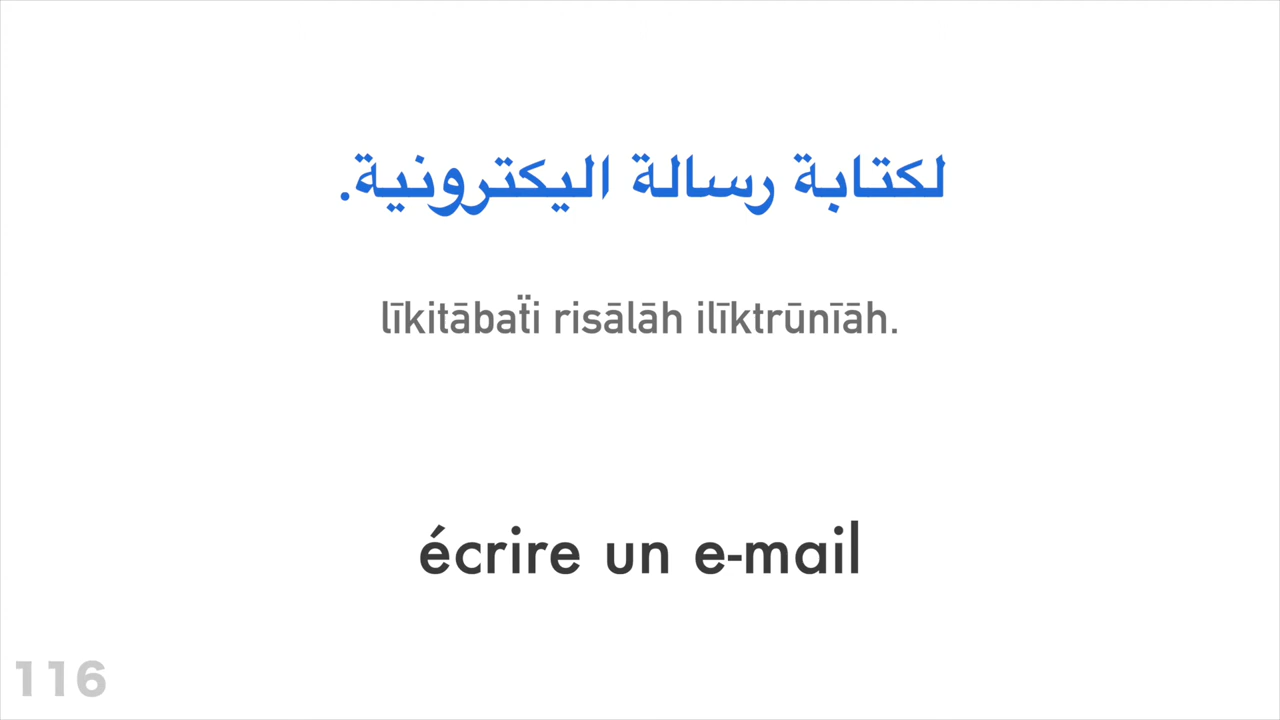 لكتابة رسالة اليكترونية.
līkitābaẗi risālāh ilīktrūnīāh.
écrire un e-mail
116